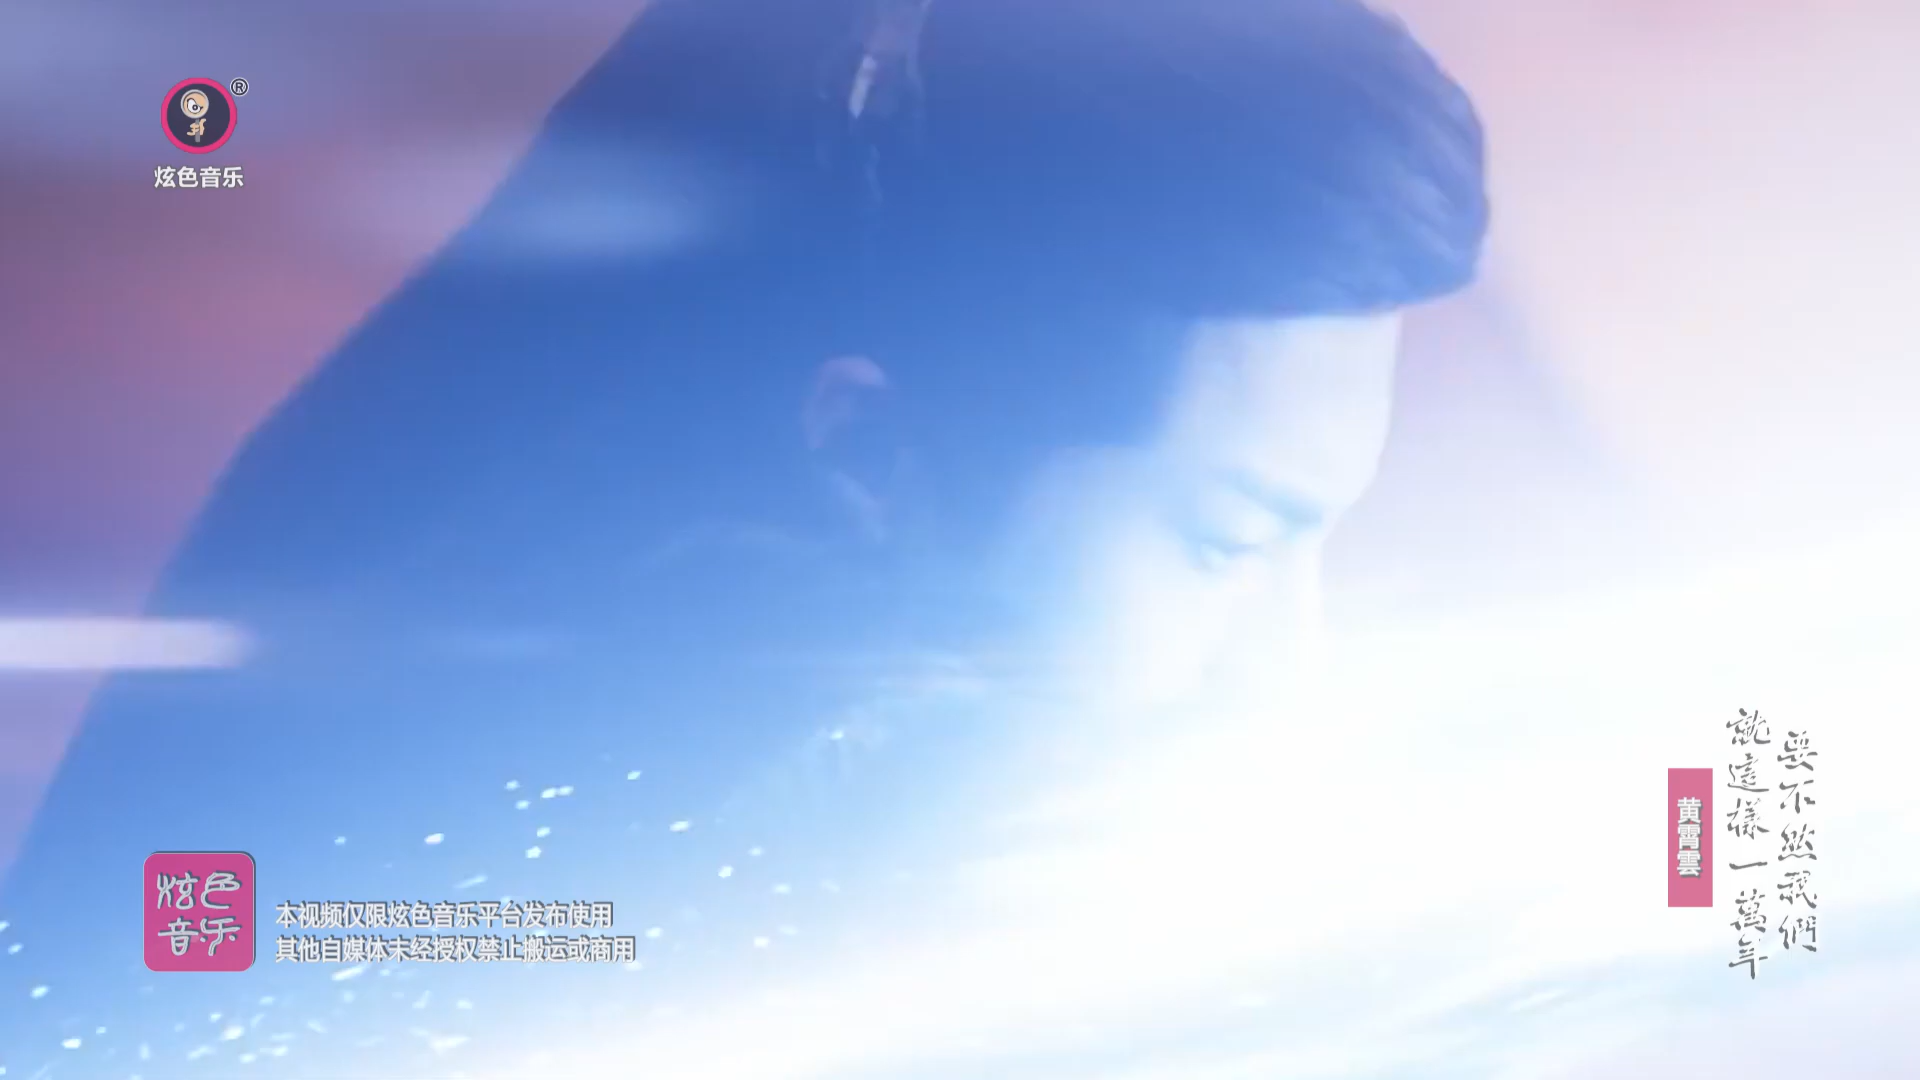 炫色音乐
要不然我們
就這樣一萬年
黄霄雲
炫色
音乐
本视频仅限炫色音乐平台发布使用
其他自媒体未经授权禁止搬运或商用